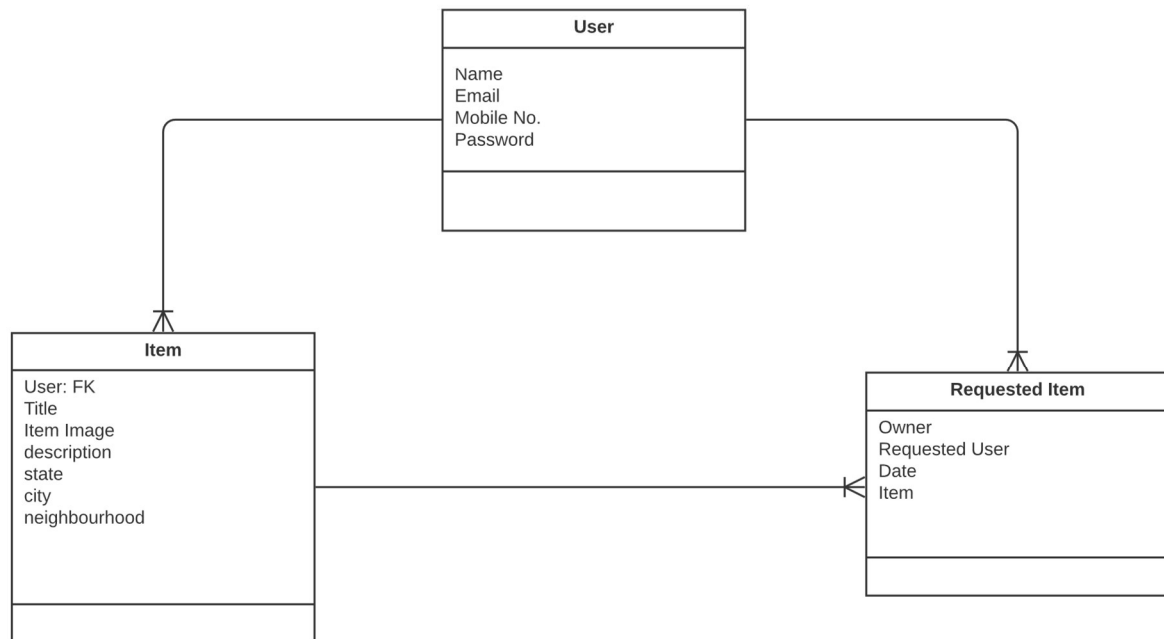 User
Name
Email
Mobile No.
Password
Item
User: FK
Title
Item Image
description
state
city
neighbourhood
Requested Item
Owner
Requested User
Date
Item